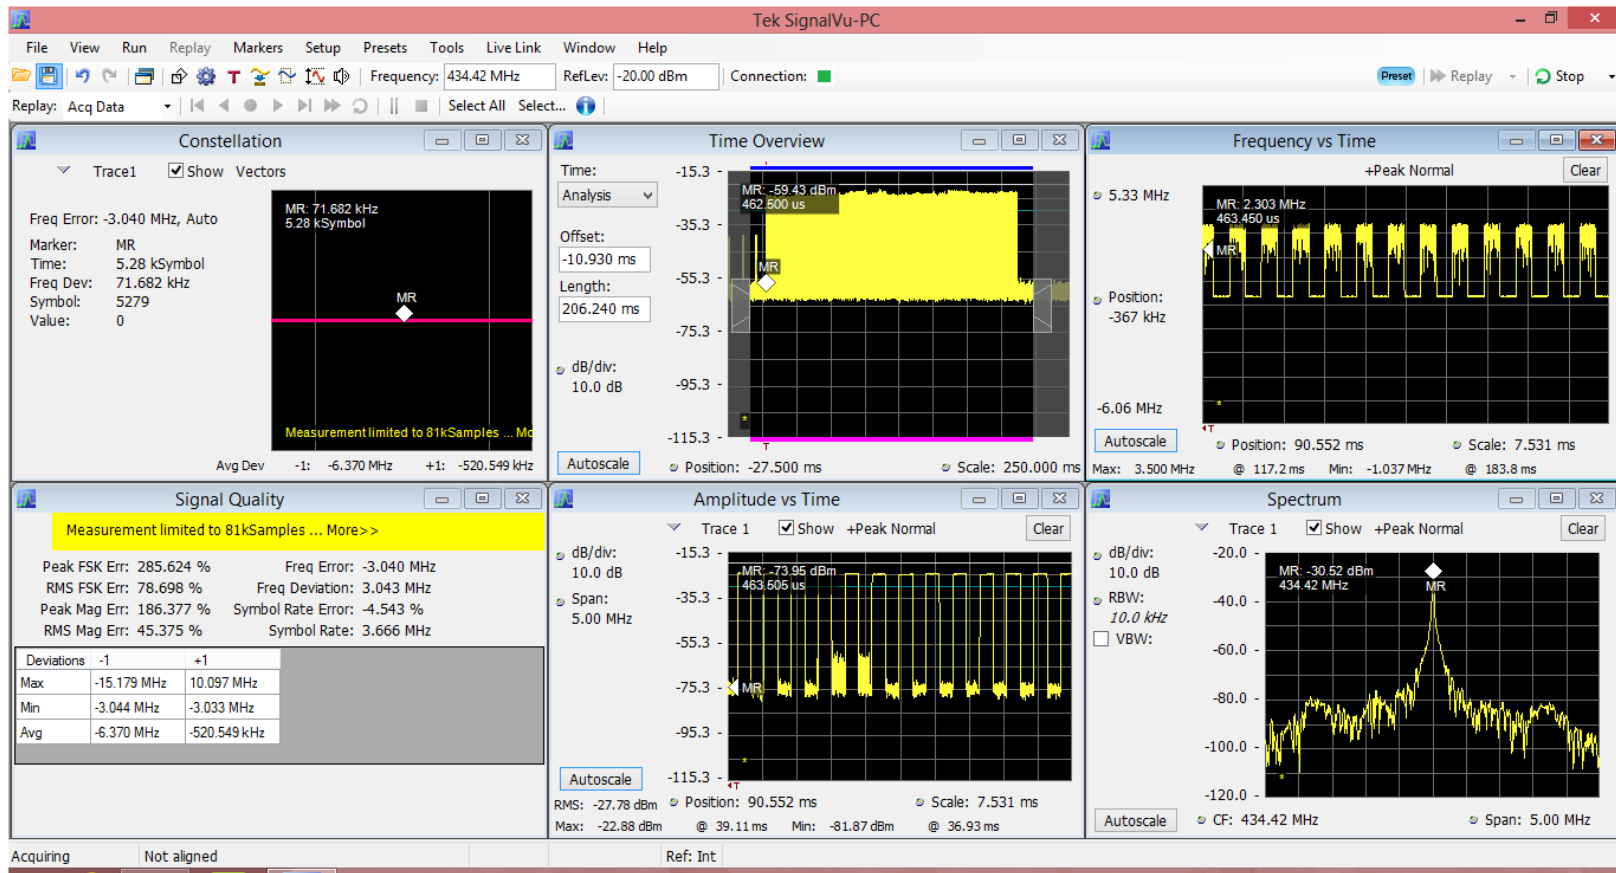 Tek SignalVu-PC
File View Run Replay Markers Setup Presets Tools Live Link Window Help
Frequency: 434.42 MHz RefLev: -20.00 dBm Connection: Preset Replay Stop
Replay: Acq Data Select All Select...
Constellation
Trace1 Show Vectors
Freq Error: -3.040 MHz, Auto
Marker: MR
Time: 5.28 kSymbol
Freq Dev: 71.682 kHz
Symbol: 5279
Value: 0
MR: 71.682 kHz
5.28 kSymbol
MR
Measurement limited to 81kSamples ... Mo
Avg Dev -1: -6.370 MHz +1: -520.549 kHz
Time Overview
Time:
Analysis
Offset:
-10.930 ms
Length:
206.240 ms
dB/div:
10.0 dB
Autoscale
-15.3
-35.3
-55.3
-75.3
-95.3
-115.3
MR: -59.43 dBm
462.500 us
MR
T
Position: -27.500 ms Scale: 250.000 ms
Frequency vs Time
+Peak Normal Clear
5.33 MHz
Position:
-367 kHz
-6.06 MHz
Autoscale
MR: 2.303 MHz
463.450 us
MR
T
Position: 90.552 ms Scale: 7.531 ms
Max: 3.500 MHz @ 117.2 ms Min: -1.037 MHz @ 183.8 ms
Signal Quality
Measurement limited to 81kSamples ... More>>
Peak FSK Err: 285.624 % Freq Error: -3.040 MHz
RMS FSK Err: 78.698 % Freq Deviation: 3.043 MHz
Peak Mag Err: 186.377 % Symbol Rate Error: -4.543 %
RMS Mag Err: 45.375 % Symbol Rate: 3.666 MHz
Deviations -1 +1
Max -15.179 MHz 10.097 MHz
Min -3.044 MHz -3.033 MHz
Avg -6.370 MHz -520.549 kHz
Amplitude vs Time
Trace 1 Show +Peak Normal Clear
dB/div:
10.0 dB
Span:
5.00 MHz
Autoscale
-15.3
-35.3
-55.3
-75.3
-95.3
-115.3
MR: -73.95 dBm
463.505 us
MR
T
RMS: -27.78 dBm Position: 90.552 ms Scale: 7.531 ms
Max: -22.88 dBm @ 39.11 ms Min: -81.87 dBm @ 36.93 ms
Spectrum
Trace 1 Show +Peak Normal Clear
dB/div:
10.0 dB
RBW:
10.0 kHz
VBW:
Autoscale
-20.0
-40.0
-60.0
-80.0
-100.0
-120.0
MR: -30.52 dBm
434.42 MHz
MR
CF: 434.42 MHz Span: 5.00 MHz
Acquiring Not aligned Ref: Int